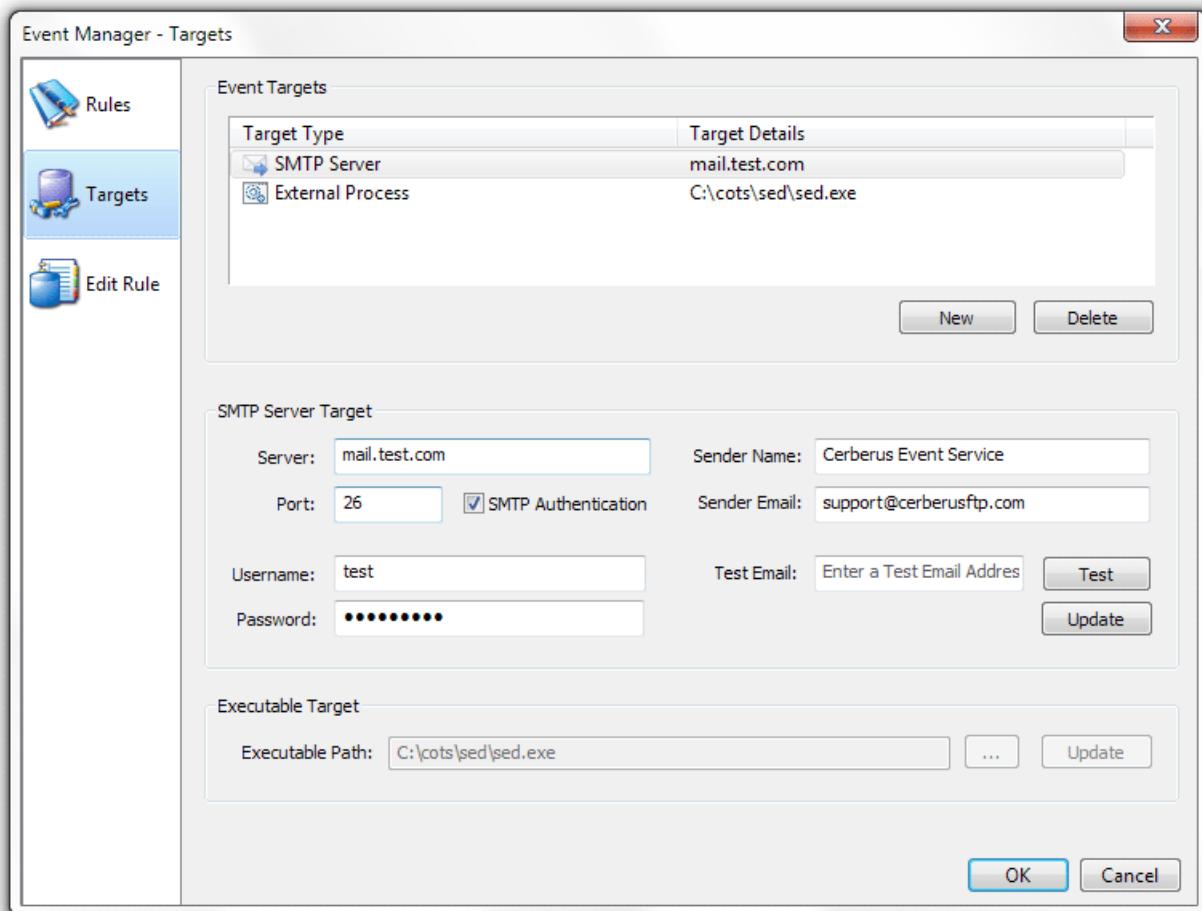 Event Manager - Targets
Rules
Targets
Edit Rule
Event Targets
Target Type Target Details
SMTP Server mail.test.com
External Process C:\cots\sed\sed.exe
New Delete
SMTP Server Target
Server: mail.test.com Sender Name: Cerberus Event Service
Port: 26 SMTP Authentication Sender Email: support@cerberusftp.com
Username: test Test Email: Enter a Test Email Addres Test
Password: ●●●●●●●●● Update
Executable Target
Executable Path: C:\cots\sed\sed.exe ... Update
OK Cancel